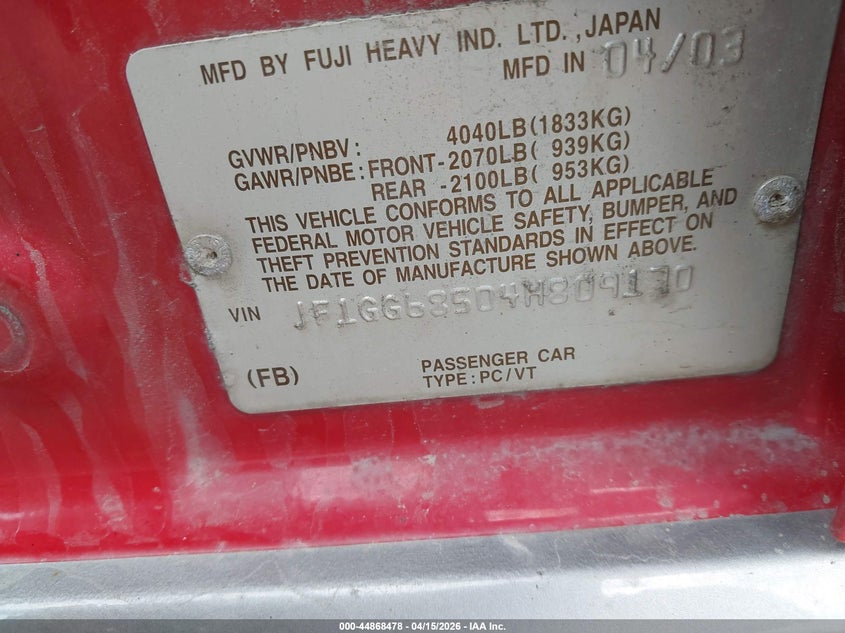 MFD BY FUJI HEAVY IND. LTD.,JAPAN
MFD IN 04/03
GVWR/PNBV: 4040LB(1833KG)
GAWR/PNBE: FRONT-2070LB( 939KG)
REAR -2100LB( 953KG)
THIS VEHICLE CONFORMS TO ALL APPLICABLE
FEDERAL MOTOR VEHICLE SAFETY, BUMPER, AND
THEFT PREVENTION STANDARDS IN EFFECT ON
THE DATE OF MANUFACTURE SHOWN ABOVE.
VIN JF1GG68504H809170
(FB) PASSENGER CAR
TYPE:PC/VT
000-44868478 - 04/15/2026 - IAA Inc.